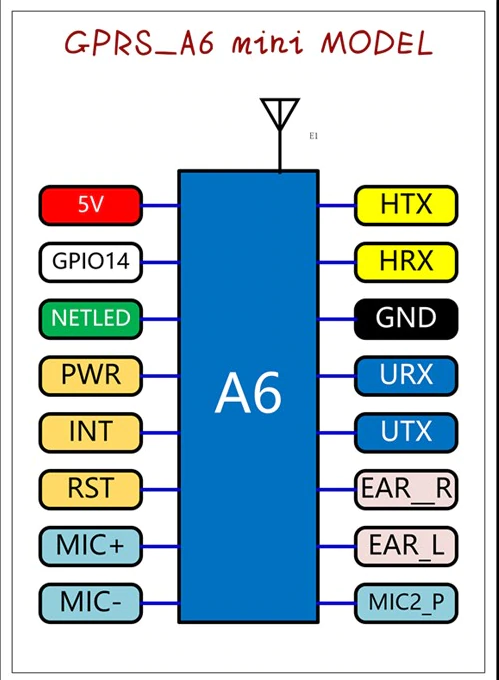 GPRS_A6 mini MODEL
E1
5V
HTX
GPIO14
HRX
NETLED
GND
PWR
URX
A6
INT
UTX
RST
EAR__R
MIC+
EAR_L
MIC-
MIC2_P